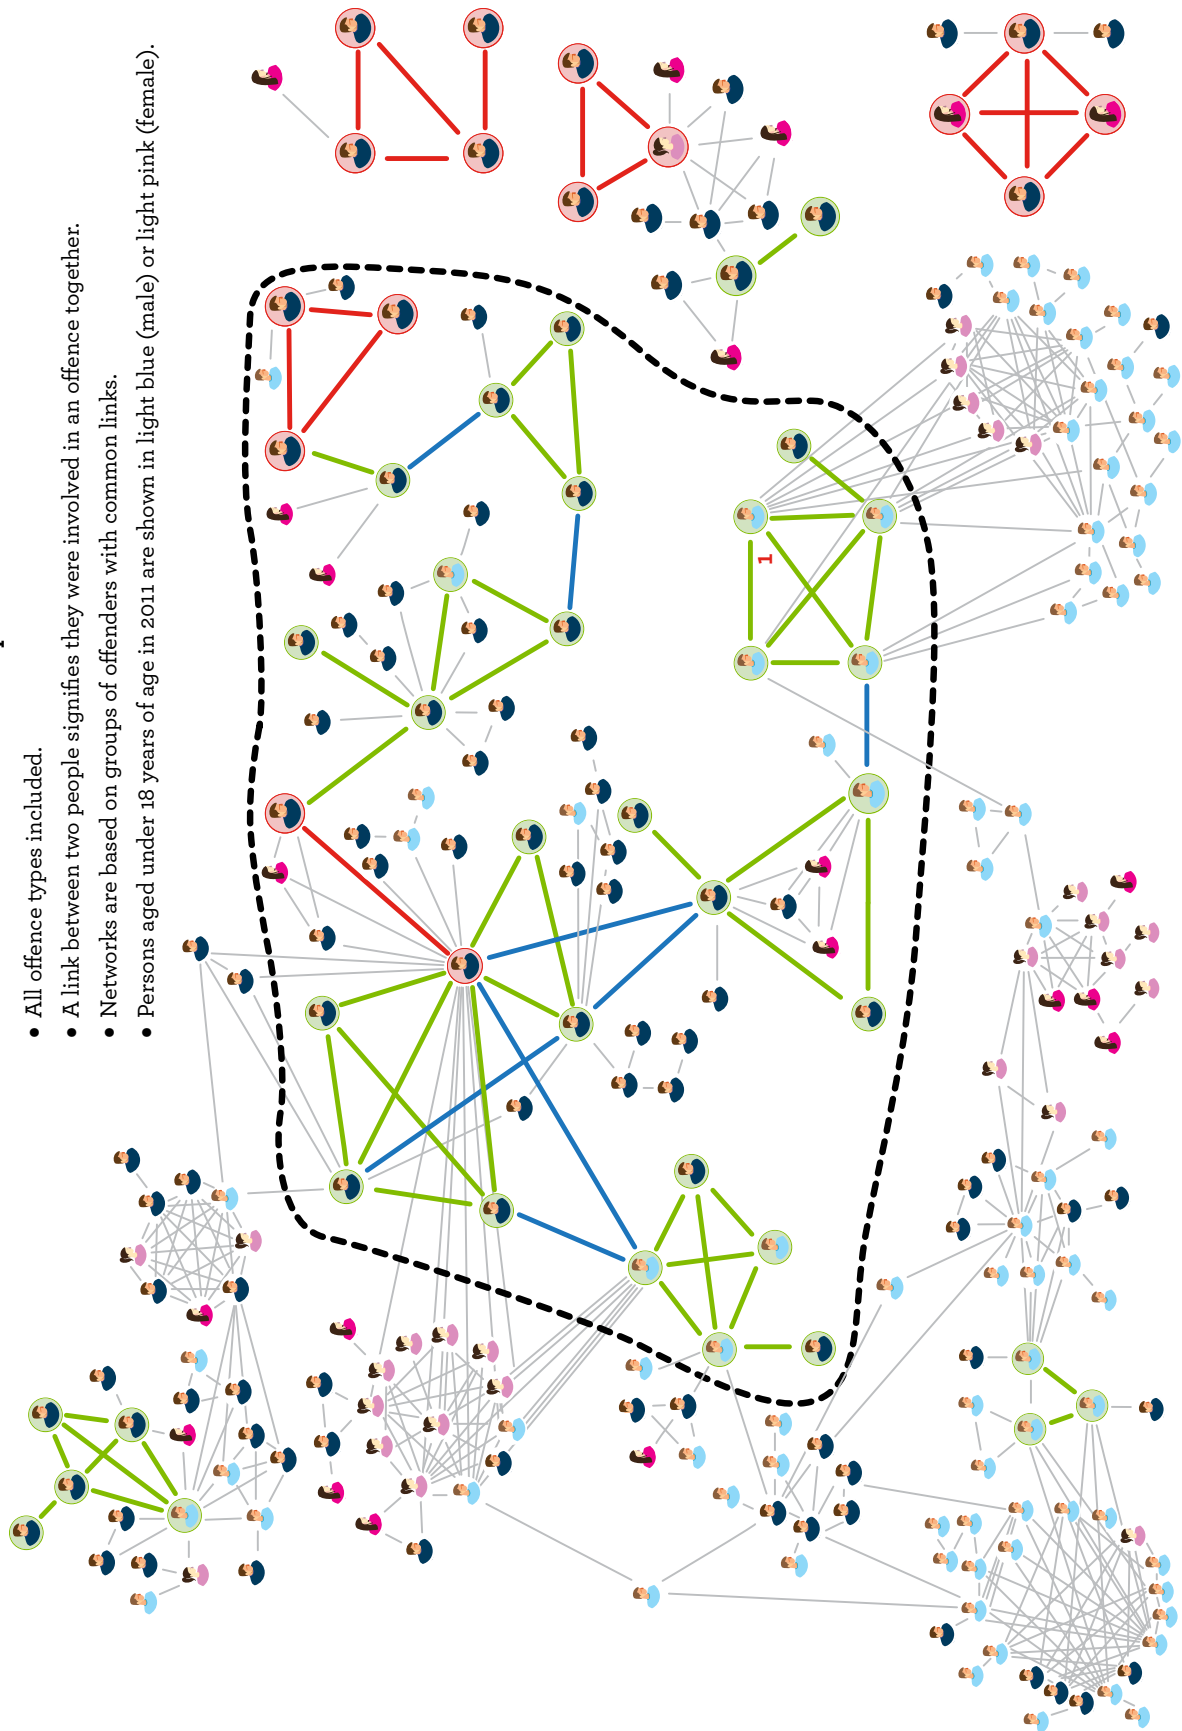 • All offence types included.
• A link between two people signifies they were involved in an offence together.
• Networks are based on groups of offenders with common links.
• Persons aged under 18 years of age in 2011 are shown in light blue (male) or light pink (female).
1